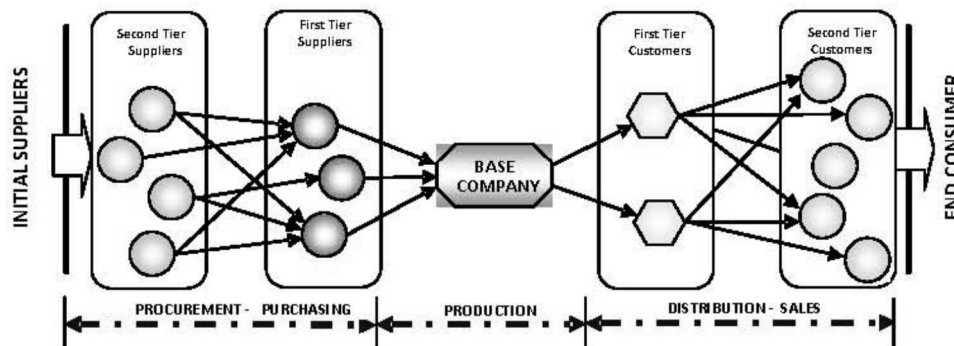 INITIAL SUPPLIERS
Second Tier
Suppliers
First Tier
Suppliers
BASE
COMPANY
First Tier
Customers
Second Tier
Customers
END CONSUMER
PROCUREMENT - PURCHASING
PRODUCTION
DISTRIBUTION - SALES